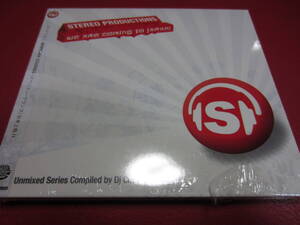 STEREO PRODUCTIONS
we are coming to japan!
S
Unmixed Series Compiled by Dj C